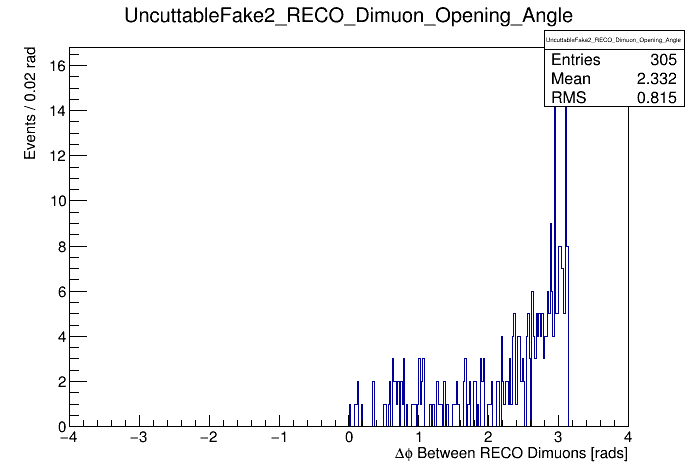 UncuttableFake2_RECO_Dimuon_Opening_Angle
UncuttableFake2_RECO_Dimuon_Opening_Angle
Entries 305
Mean 2.332
RMS 0.815
Events / 0.02 rad
16
14
12
10
8
6
4
2
0
−4 −3 −2 −1 0 1 2 3 4
Δϕ Between RECO Dimuons [rads]